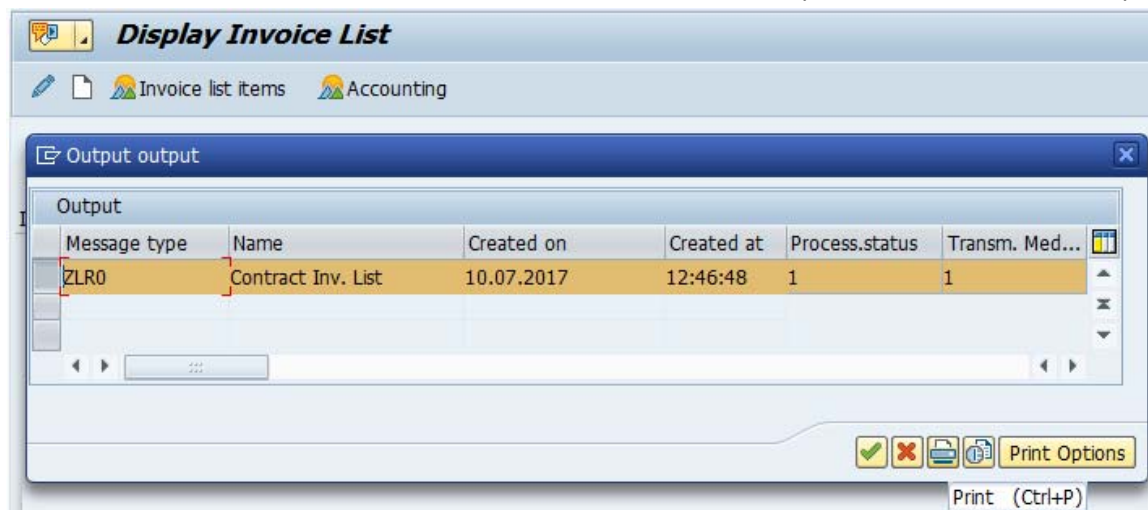 Display Invoice List
Invoice list items Accounting
Output output
Output
Message type Name Created on Created at Process.status Transm. Med...
ZLR0 Contract Inv. List 10.07.2017 12:46:48 1 1
Print Options
Print (Ctrl+P)